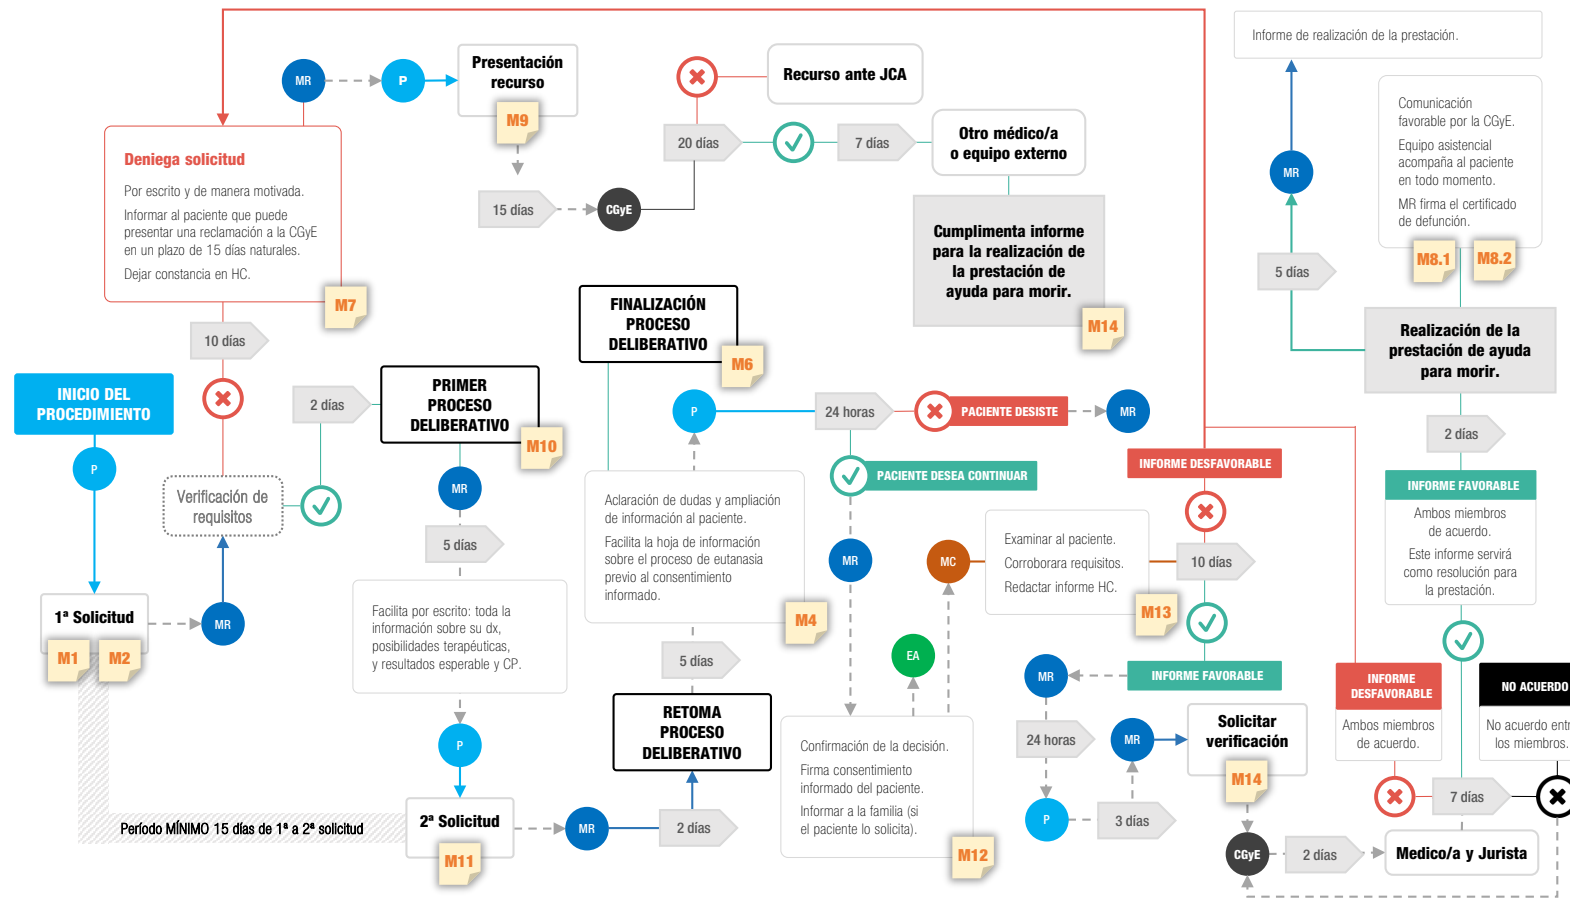 Informe de realización de la prestación.
MR
P
Presentación
recurso
M9
Recurso ante JCA
20 días
7 días
Otro médico/a
o equipo externo
15 días
CGyE
Cumplimenta informe
para la realización de
la prestación de
ayuda para morir.
M14
Deniega solicitud
Por escrito y de manera motivada.
Informar al paciente que puede
presentar una reclamación a la CGyE
en un plazo de 15 días naturales.
Dejar constancia en HC.
M7
10 días
MR
Comunicación
favorable por la CGyE.
Equipo asistencial
acompaña al paciente
en todo momento.
MR firma el certificado
de defunción.
M8.1
M8.2
5 días
Realización de la
prestación de ayuda
para morir.
2 días
INICIO DEL
PROCEDIMIENTO
P
Verificación de
requisitos
2 días
PRIMER
PROCESO
DELIBERATIVO
M10
MR
5 días
FINALIZACIÓN
PROCESO
DELIBERATIVO
M6
P
24 horas
PACIENTE DESISTE
MR
PACIENTE DESEA CONTINUAR
Aclaración de dudas y ampliación
de información al paciente.
Facilita la hoja de información
sobre el proceso de eutanasia
previo al consentimiento
informado.
M4
5 días
MR
MC
Examinar al paciente.
Corroborara requisitos.
Redactar informe HC.
M13
INFORME DESFAVORABLE
10 días
INFORME FAVORABLE
INFORME FAVORABLE
Ambos miembros
de acuerdo.
Este informe servirá
como resolución para
la prestación.
1ª Solicitud
M1
M2
MR
Facilita por escrito: toda la
información sobre su dx,
posibilidades terapéuticas,
y resultados esperable y CP.
P
EA
MR
RETOMA
PROCESO
DELIBERATIVO
Confirmación de la decisión.
Firma consentimiento
informado del paciente.
Informar a la familia (si
el paciente lo solicita).
M12
24 horas
MR
Solicitar
verificación
M14
INFORME
DESFAVORABLE
Ambos miembros
de acuerdo.
NO ACUERDO
No acuerdo entr
los miembros.
Período MÍNIMO 15 días de 1ª a 2ª solicitud
2ª Solicitud
M11
MR
2 días
P
3 días
7 días
CGyE
2 días
Medico/a y Jurista